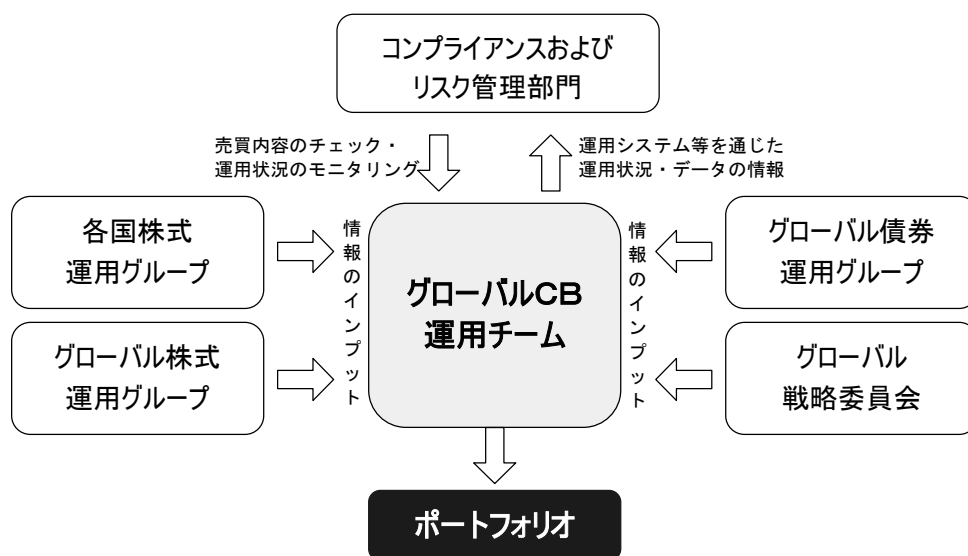 コンプライアンスおよび
リスク管理部門
売買内容のチェック・
運用状況のモニタリング
運用システム等を通じた
運用状況・データの情報
各国株式
運用グループ
グローバル株式
運用グループ
情報のインプット
グローバルCB
運用チーム
情報のインプット
グローバル債券
運用グループ
グローバル
戦略委員会
ポートフォリオ